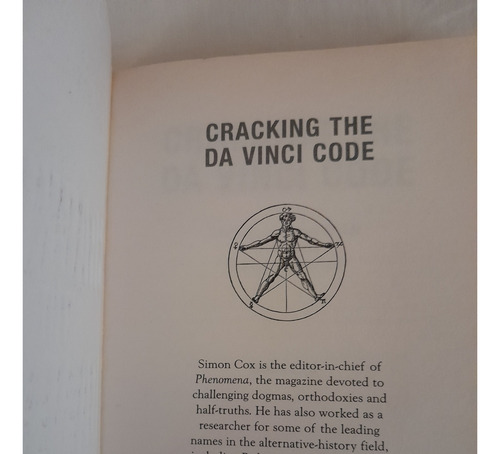 CRACKING THE
DA VINCI CODE
Simon Cox is the editor-in-chief of
Phenomena, the magazine devoted to
challenging dogmas, orthodoxies and
half-truths. He has also worked as a
researcher for some of the leading
names in the alternative-history field,